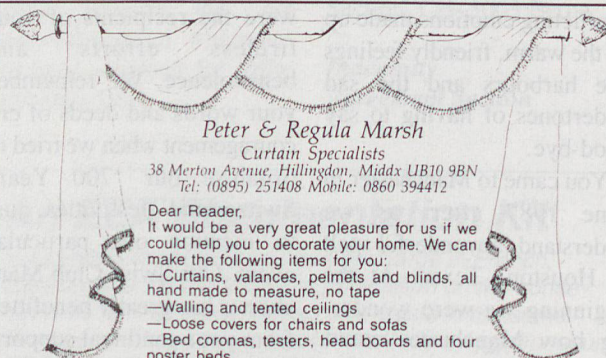 Peter & Regula Marsh
Curtain Specialists
38 Merton Avenue, Hillingdon, Middx UB10 9BN
Tel: (0895) 251408 Mobile: 0860 394412
Dear Reader,
It would be a very great pleasure for us if we
could help you to decorate your home. We can
make the following items for you:
—Curtains, valances, pelmets and blinds, all
hand made to measure, no tape
—Walling and tented ceilings
—Loose covers for chairs and sofas
—Bed coronas, testers, head boards and four
poster beds